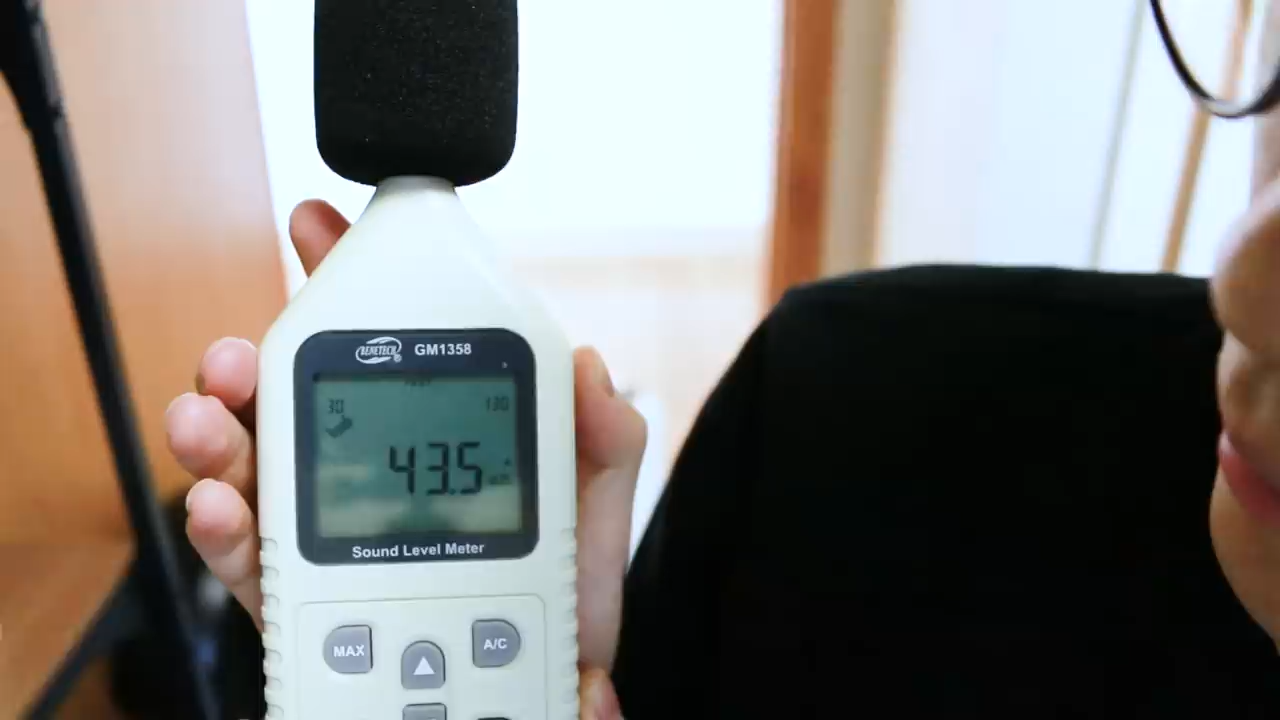 BENETECH® GM1358
30 130
43.5
Sound Level Meter
MAX A/C